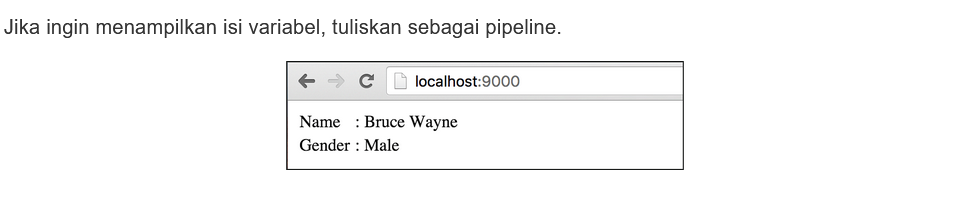 Jika ingin menampilkan isi variabel, tuliskan sebagai pipeline.
localhost:9000
Name : Bruce Wayne
Gender : Male